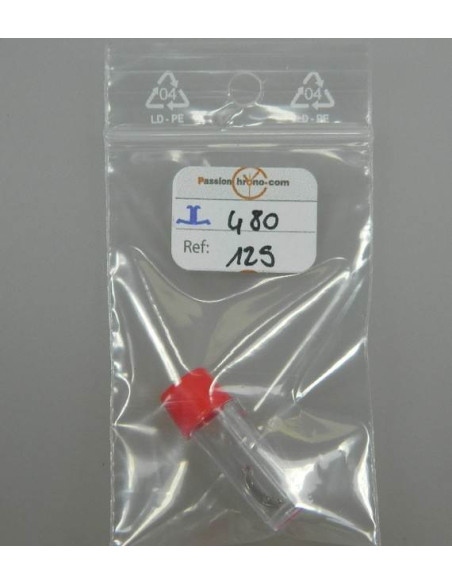 04 04
LD-PE LD-PE
Passion Chrono-com
480
Ref: 125